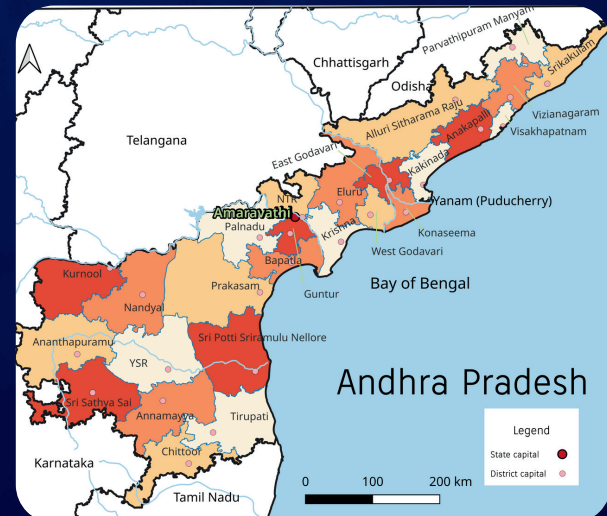 Parvathipuram Manyam
Srikakulam
Chhattisgarh
Odisha
Alluri Sitharama Raju
Vizianagaram
Anakapalli
Visakhapatnam
Telangana
East Godavari
Kakinada
Eluru
NTR
Yanam (Puducherry)
Amaravathi
Palnadu
Krishna
Konaseema
West Godavari
Bapatla
Kurnool
Bay of Bengal
Prakasam
Guntur
Nandyal
Sri Potti Sriramulu Nellore
Ananthapuramu
YSR
Andhra Pradesh
Sri Sathya Sai
Annamayya
Tirupati
Chittoor
Karnataka
Tamil Nadu
Legend
State capital
District capital
0 100 200 km